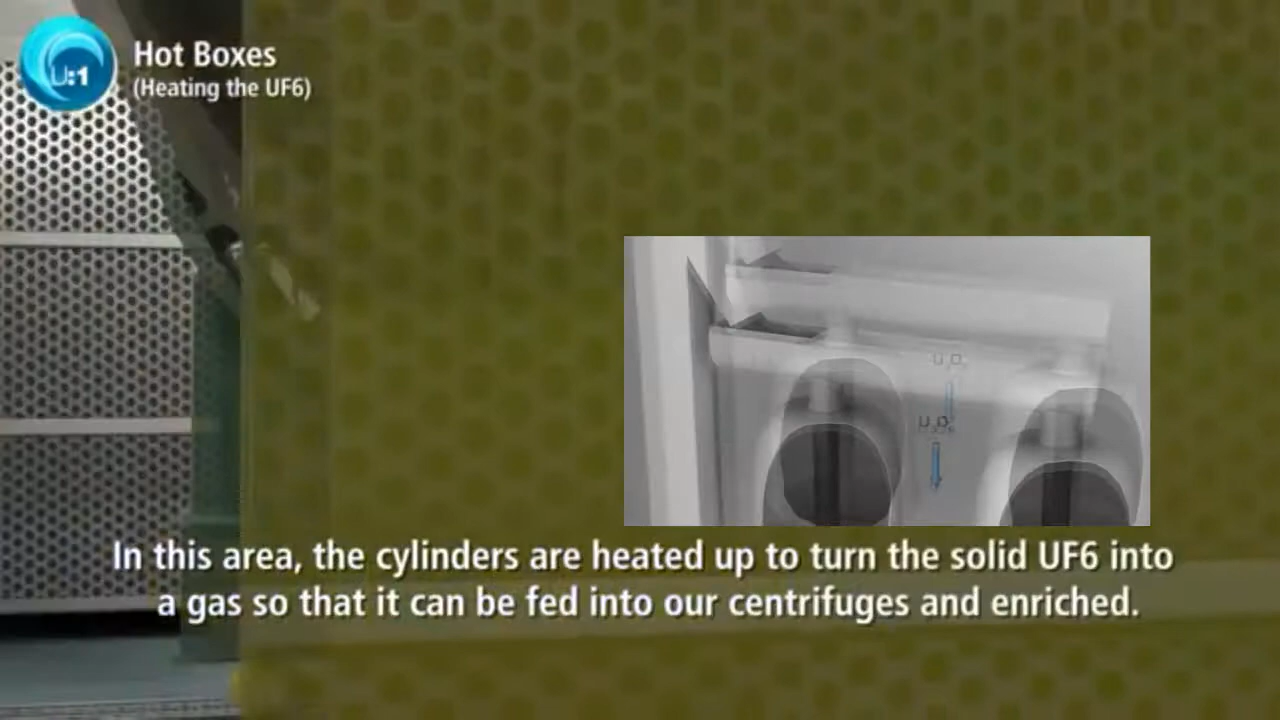 U:1
Hot Boxes
(Heating the UF6)
In this area, the cylinders are heated up to turn the solid UF6 into
a gas so that it can be fed into our centrifuges and enriched.